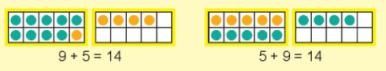 9 + 5 = 14
5 + 9 = 14